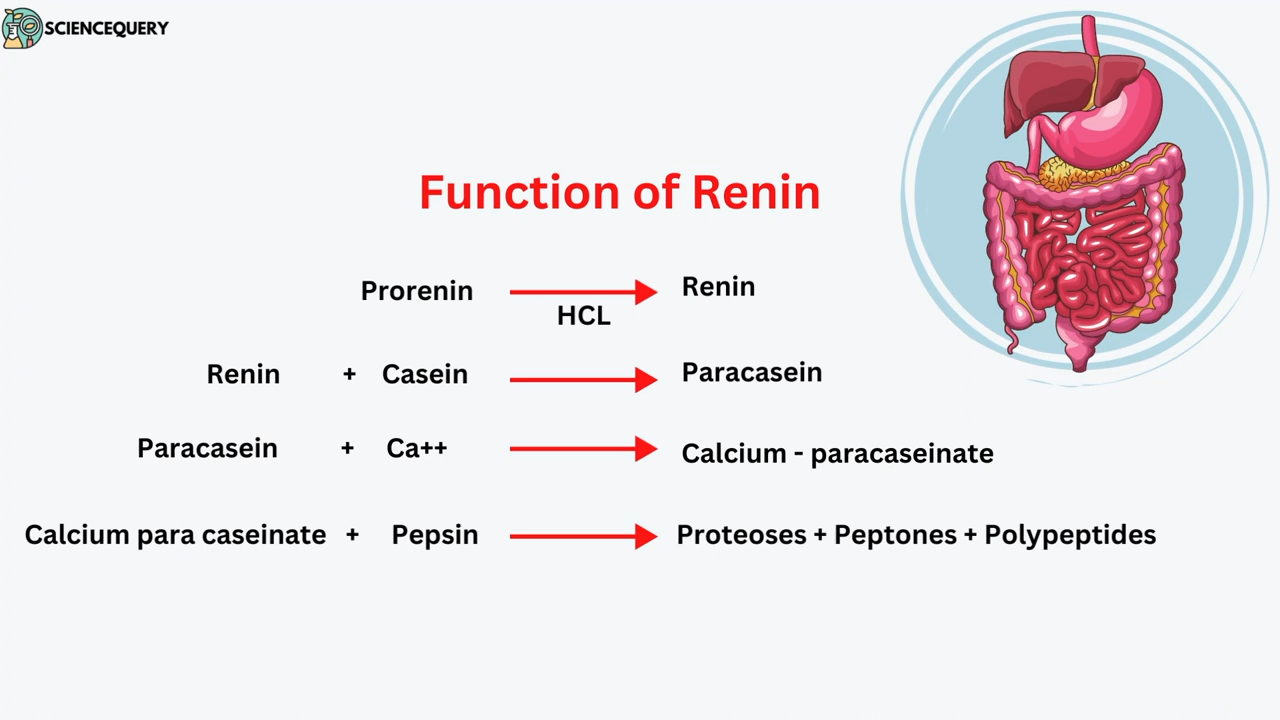 SCIENCEQUERY
Function of Renin
Prorenin Renin
HCL
Renin + Casein Paracasein
Paracasein + Ca++ Calcium - paracaseinate
Calcium para caseinate + Pepsin Proteoses + Peptones + Polypeptides